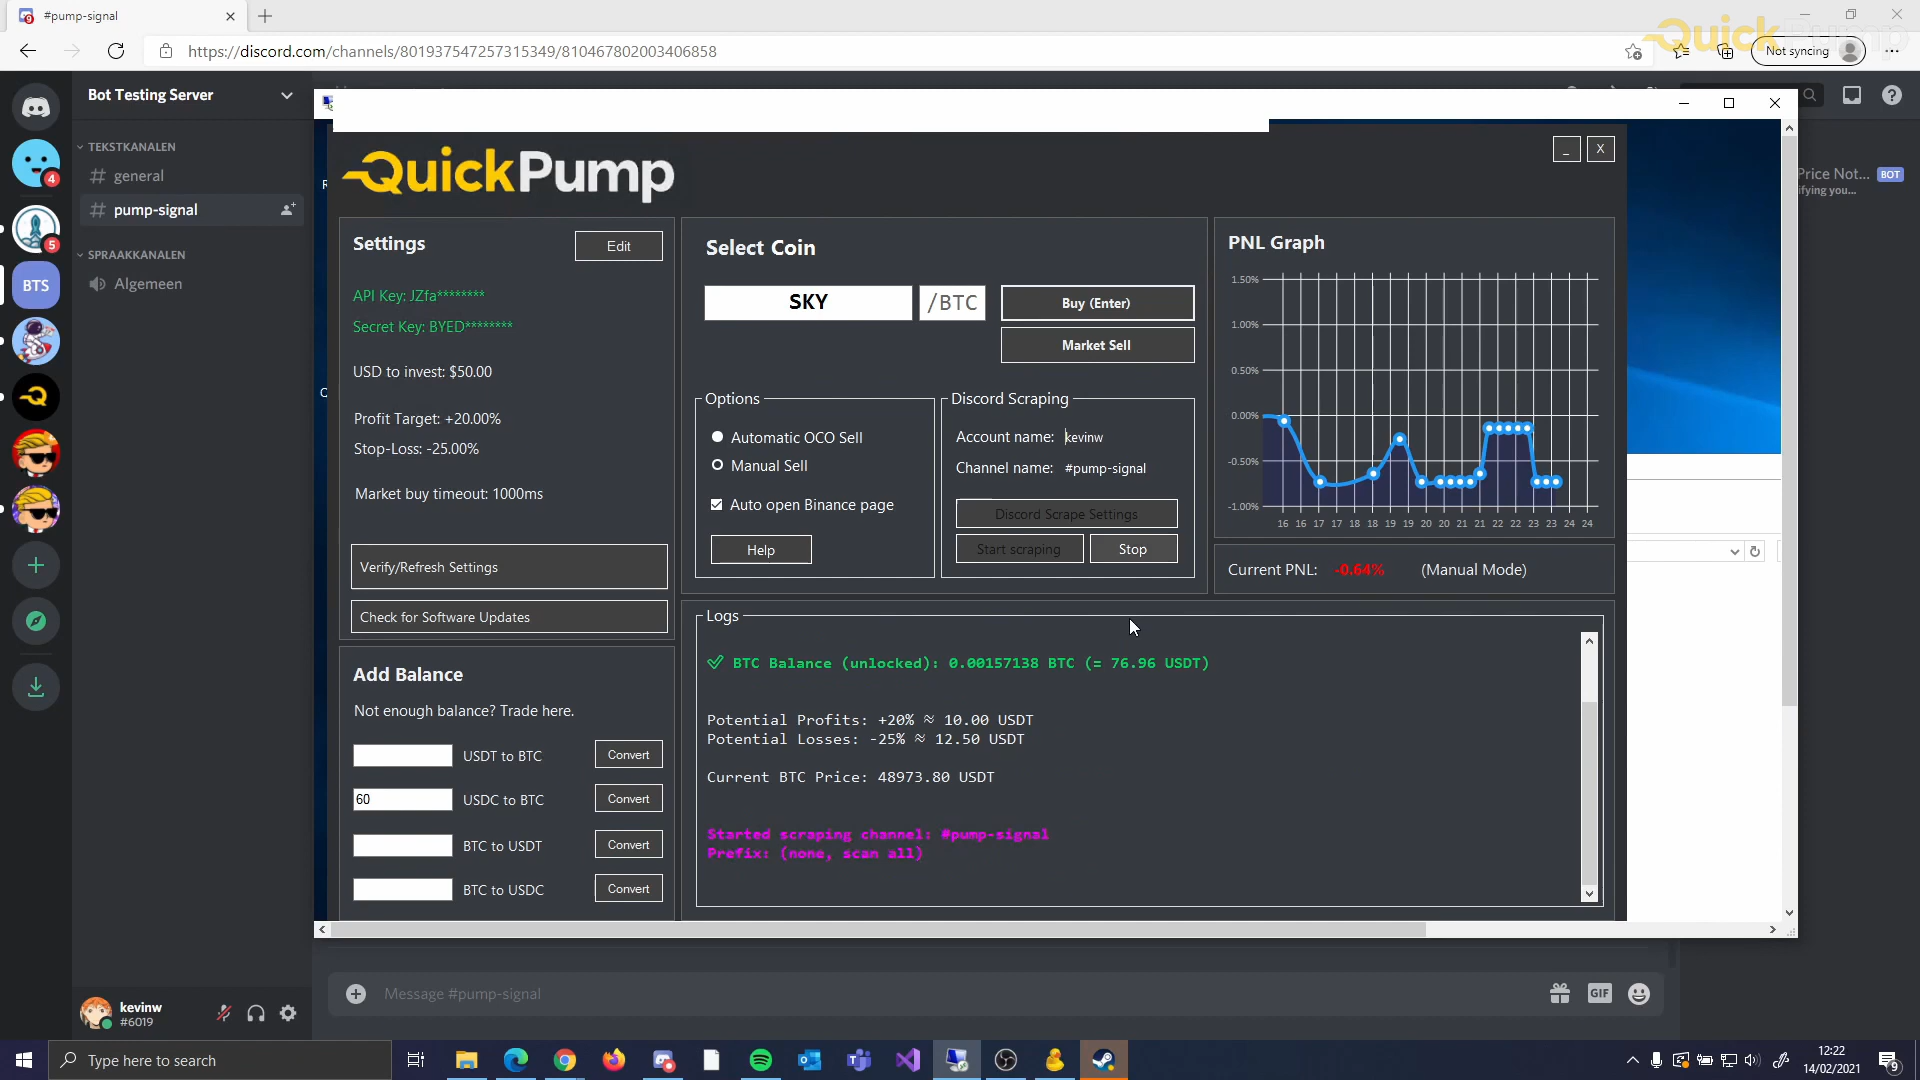 #pump-signal
https://discord.com/channels/801937547257315349/810467802003406858
Not syncing
QuickPump
Bot Testing Server
TEKSTKANALEN
general
pump-signal
SPRAAKKANALEN
Algemeen
BTS
4
5
kevinw
#6019
QuickPump
_
X
Settings
Edit
API Key: JZfa********
Secret Key: BYED********
USD to invest: $50.00
Profit Target: +20.00%
Stop-Loss: -25.00%
Market buy timeout: 1000ms
Verify/Refresh Settings
Check for Software Updates
Add Balance
Not enough balance? Trade here.
USDT to BTC Convert
60 USDC to BTC Convert
BTC to USDT Convert
BTC to USDC Convert
Select Coin
SKY /BTC Buy (Enter)
Market Sell
Options
Automatic OCO Sell
Manual Sell
Auto open Binance page
Help
Discord Scraping
Account name: kevinw
Channel name: #pump-signal
Discord Scrape Settings
Start scraping Stop
PNL Graph
1.50%
1.00%
0.50%
0.00%
-0.50%
-1.00%
16 16 17 17 18 18 19 19 20 20 21 21 22 22 23 23 24 24
Current PNL: -0.64% (Manual Mode)
Logs
BTC Balance (unlocked): 0.00157138 BTC (= 76.96 USDT)
Potential Profits: +20% ≈ 10.00 USDT
Potential Losses: -25% ≈ 12.50 USDT
Current BTC Price: 48973.80 USDT
Started scraping channel: #pump-signal
Prefix: (none, scan all)
Price Not... BOT
ifying you...
Message #pump-signal
GIF
Type here to search
12:22
14/02/2021
9